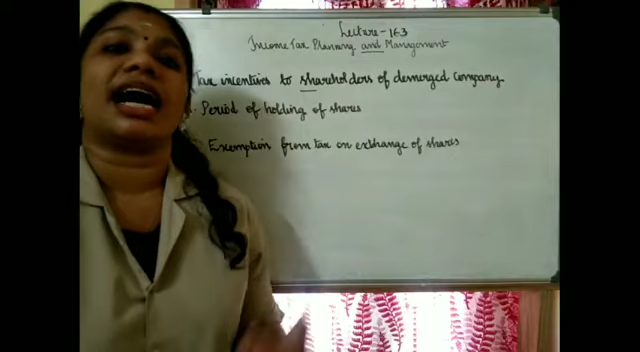 Lecture - 163
Income Tax Planning and Management
Tax incentives to shareholders of demerged company
Period of holding of shares
Exemption from tax on exchange of shares